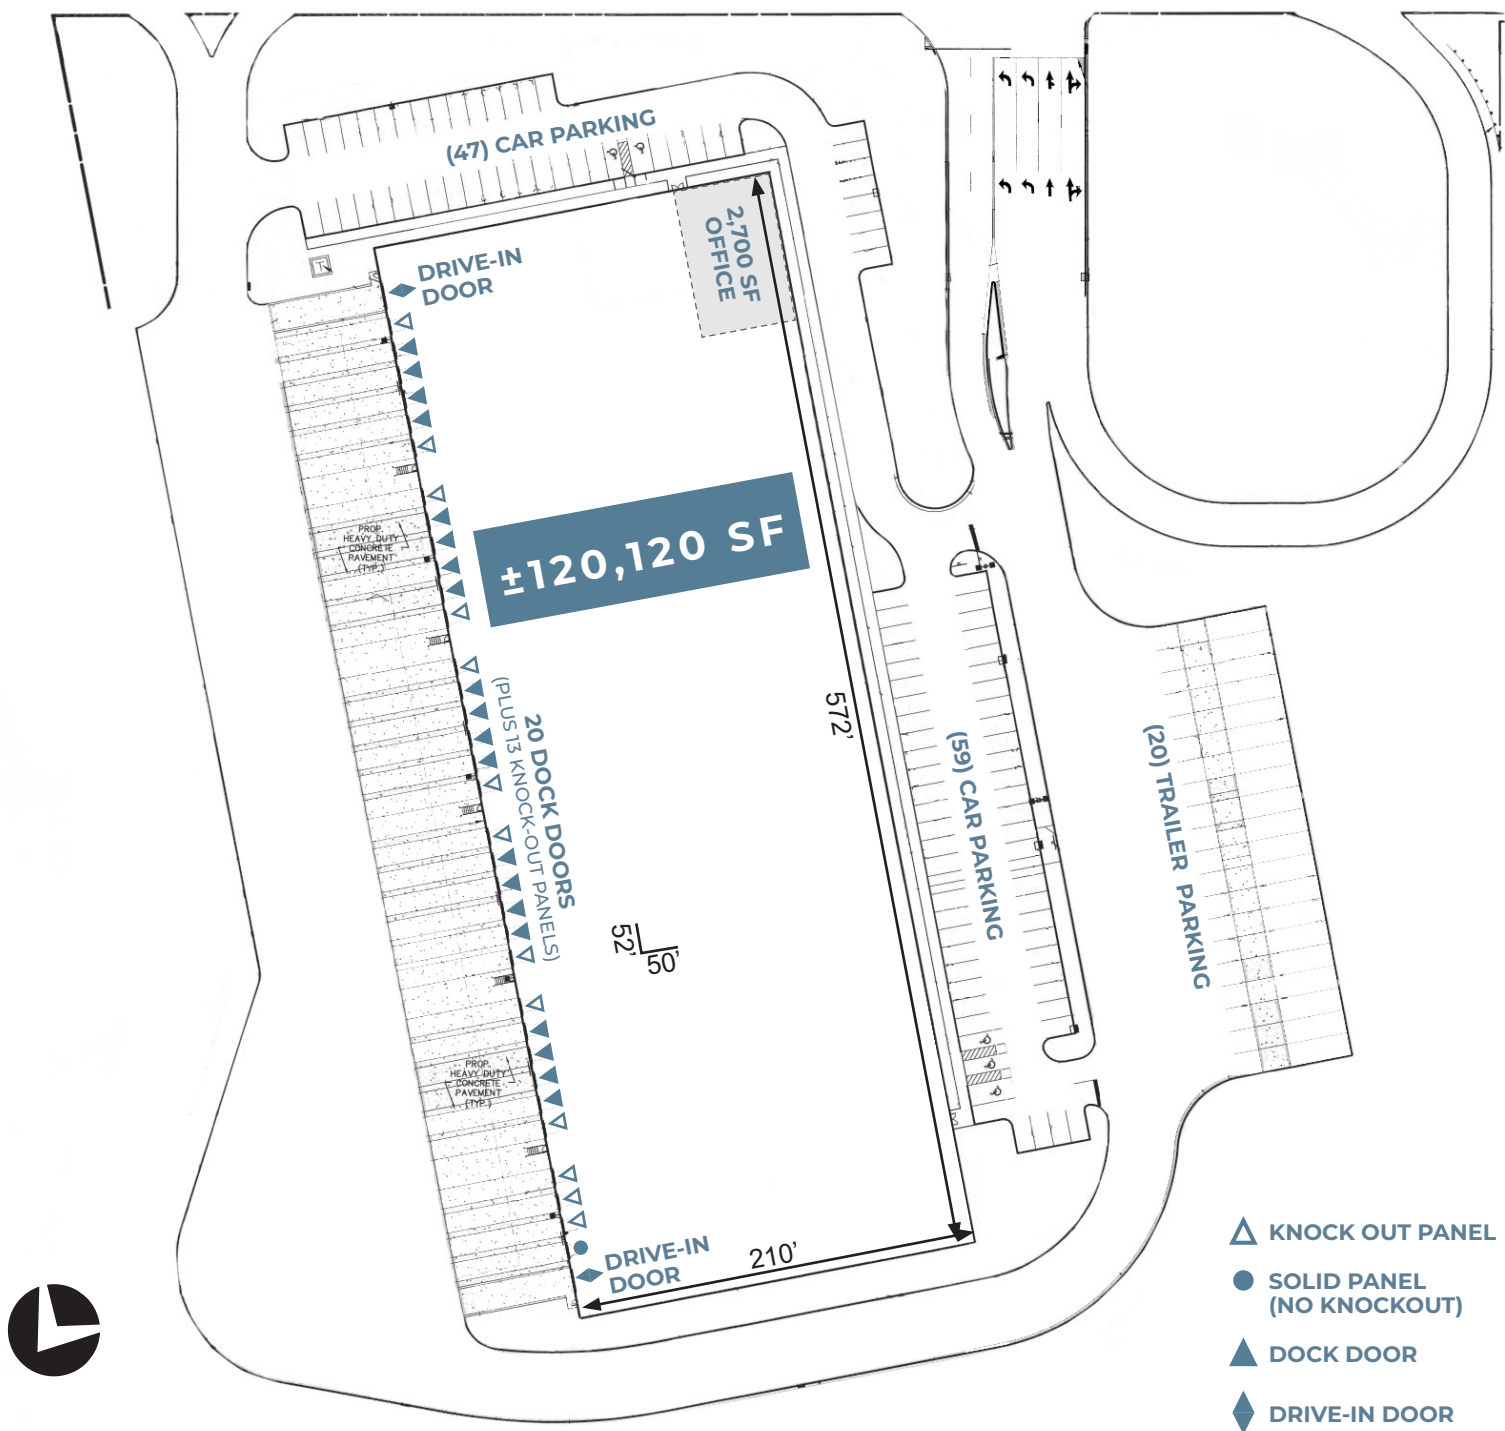 (47) CAR PARKING
2,700 SF
OFFICE
T
DRIVE-IN
DOOR
±120,120 SF
PROP.
HEAVY DUTY
CONCRETE
PAVEMENT
(TYP.)
572’
20 DOCK DOORS
(PLUS 13 KNOCK-OUT PANELS)
(59) CAR PARKING
(20) TRAILER PARKING
52’
50’
PROP.
HEAVY DUTY
CONCRETE
PAVEMENT
(TYP.)
DRIVE-IN
DOOR
210’
KNOCK OUT PANEL
SOLID PANEL
(NO KNOCKOUT)
DOCK DOOR
DRIVE-IN DOOR